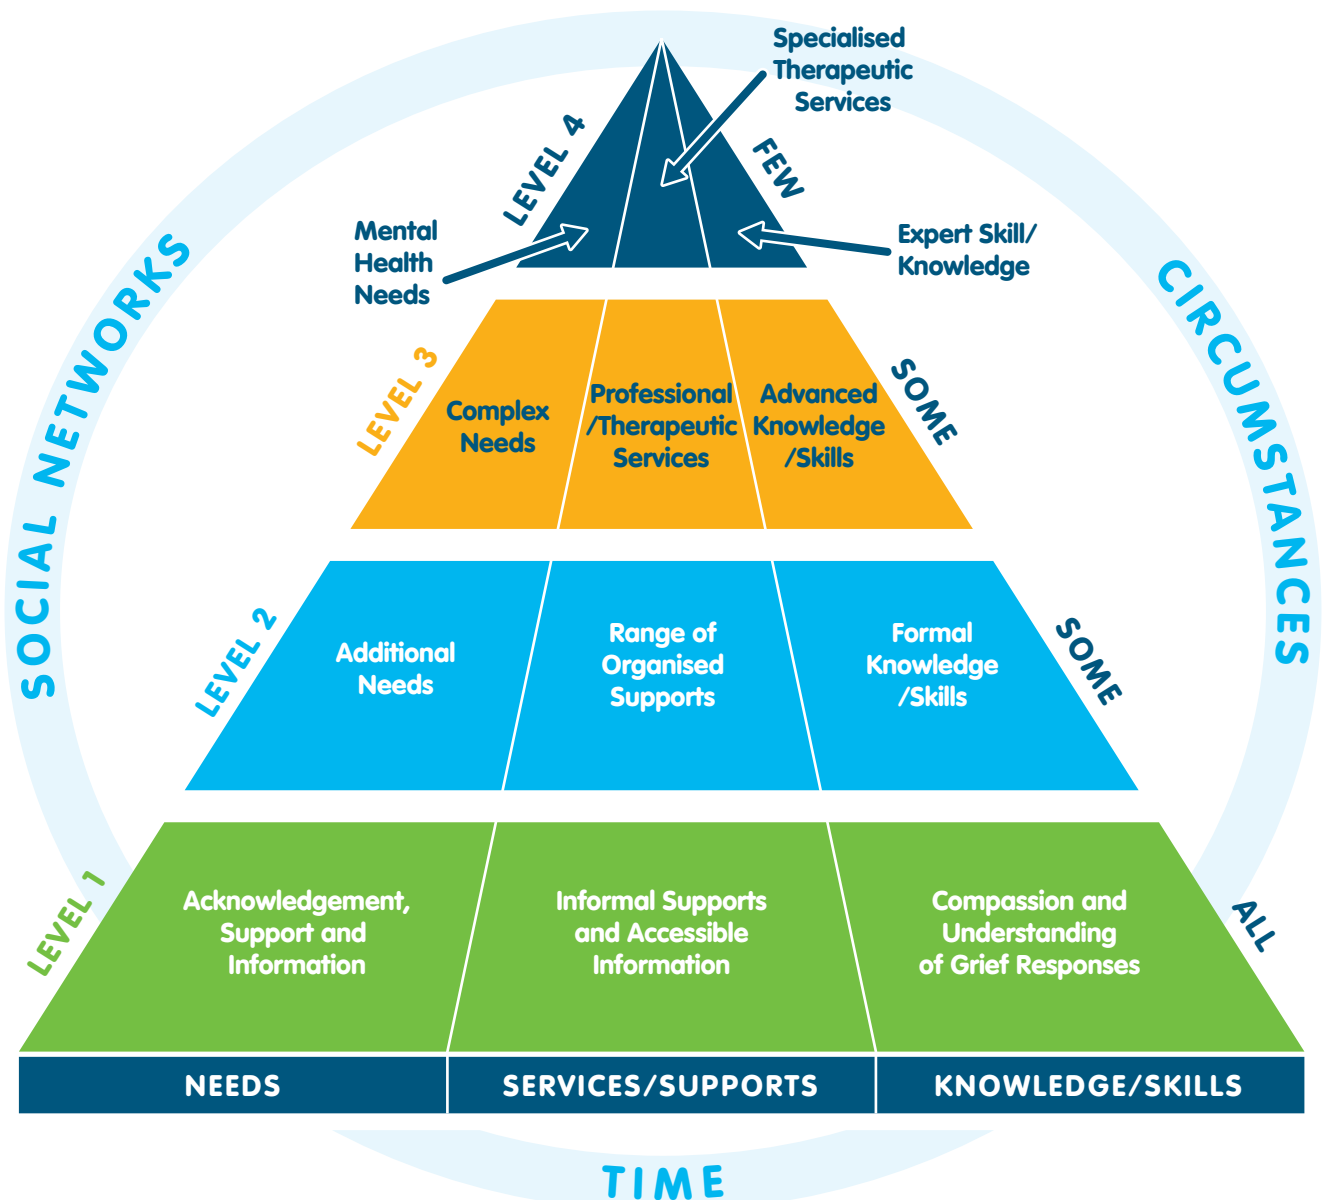 Specialised
Therapeutic
Services
LEVEL 4
FEW
Mental
Health
Needs
Expert Skill/
Knowledge
SOCIAL NETWORKS
CIRCUMSTANCES
LEVEL 3
SOME
Complex
Needs
Professional
/Therapeutic
Services
Advanced
Knowledge
/Skills
LEVEL 2
SOME
Additional
Needs
Range of
Organised
Supports
Formal
Knowledge
/Skills
LEVEL 1
ALL
Acknowledgement,
Support and
Information
Informal Supports
and Accessible
Information
Compassion and
Understanding
of Grief Responses
NEEDS
SERVICES/SUPPORTS
KNOWLEDGE/SKILLS
TIME